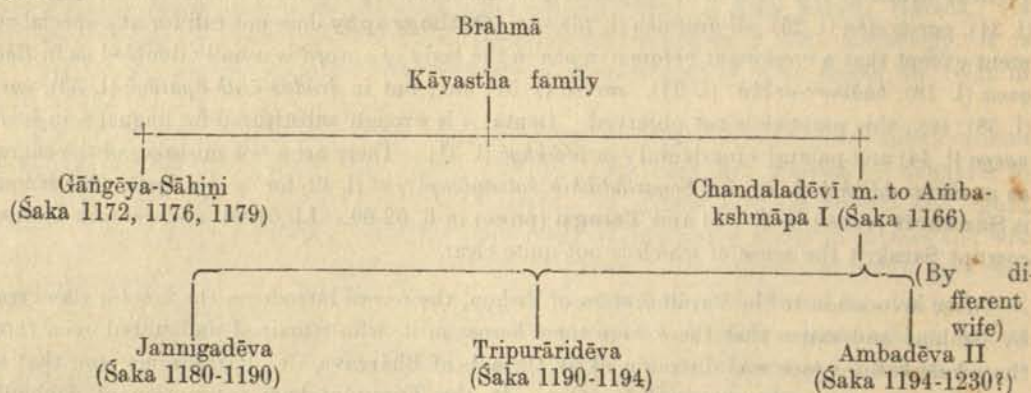 Brahmā
Kāyastha family
Gāṅgēya-Sāhiṇi
(Śaka 1172, 1176, 1179)
Chandaladēvī m. to Aṁba-
kshmāpa I (Śaka 1166)
(By di-
fferent
wife)
Jannigadēva
(Śaka 1180-1190)
Tripurāridēva
(Śaka 1190-1194)
Ambadēva II
(Śaka 1194-1230?)